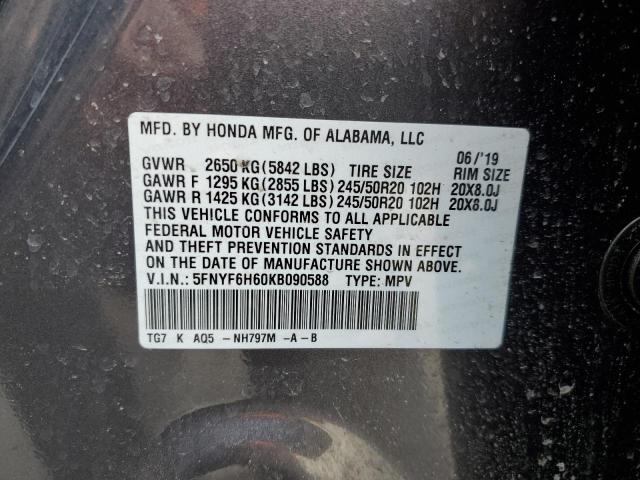 MFD. BY HONDA MFG. OF ALABAMA, LLC
06/'19
GVWR 2650 KG(5842 LBS) TIRE SIZE RIM SIZE
GAWR F 1295 KG(2855 LBS) 245/50R20 102H 20X8.0J
GAWR R 1425 KG(3142 LBS) 245/50R20 102H 20X8.0J
THIS VEHICLE CONFORMS TO ALL APPLICABLE
FEDERAL MOTOR VEHICLE SAFETY
AND THEFT PREVENTION STANDARDS IN EFFECT
ON THE DATE OF MANUFACTURE SHOWN ABOVE.
V.I.N.: 5FNYF6H60KB090588 TYPE: MPV
TG7 K AQ5 -NH797M -A-B